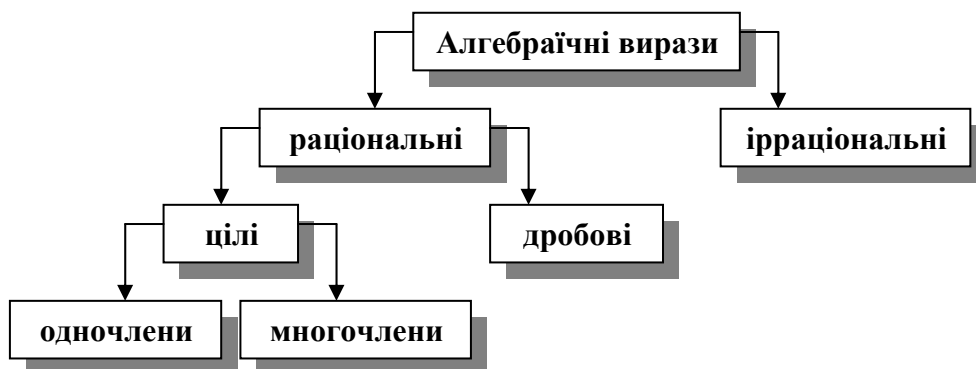 Алгебраїчні вирази
раціональні
ірраціональні
цілі
дробові
одночлени
многочлени